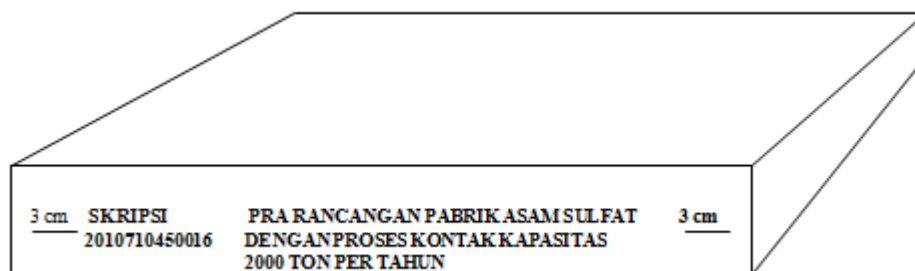 3 cm SKRIPSI PRA RANCANGAN PABRIK ASAM SULFAT 3 cm
2010710450016 DENGAN PROSES KONTAK KAPASITAS
2000 TON PER TAHUN